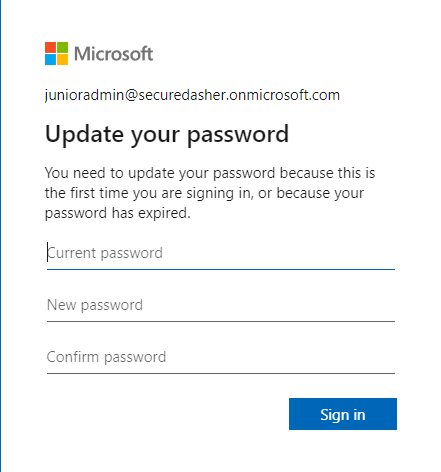 Microsoft
junioradmin@securedasher.onmicrosoft.com
Update your password
You need to update your password because this is
the first time you are signing in, or because your
password has expired.
Current password
New password
Confirm password
Sign in